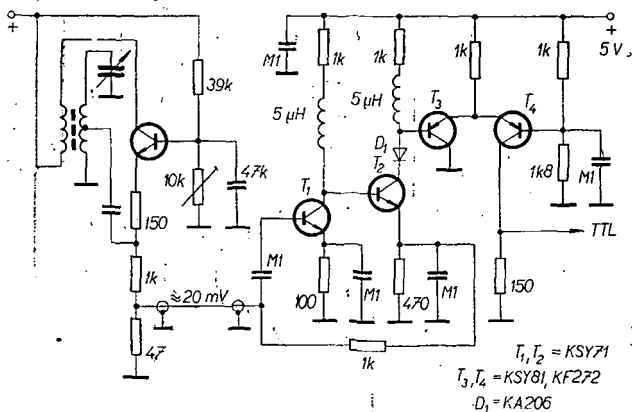 +
+
5 V
M1
1k
1k
1k
1k
39k
5 µH
5 µH
T3
T4
D1
T2
10k
47k
T1
1k8
M1
150
TTL
M1
1k
≈20 mV
100
M1
470
M1
150
47
1k
T1, T2 = KSY71
T3, T4 = KSY81, KF272
D1 = KA206